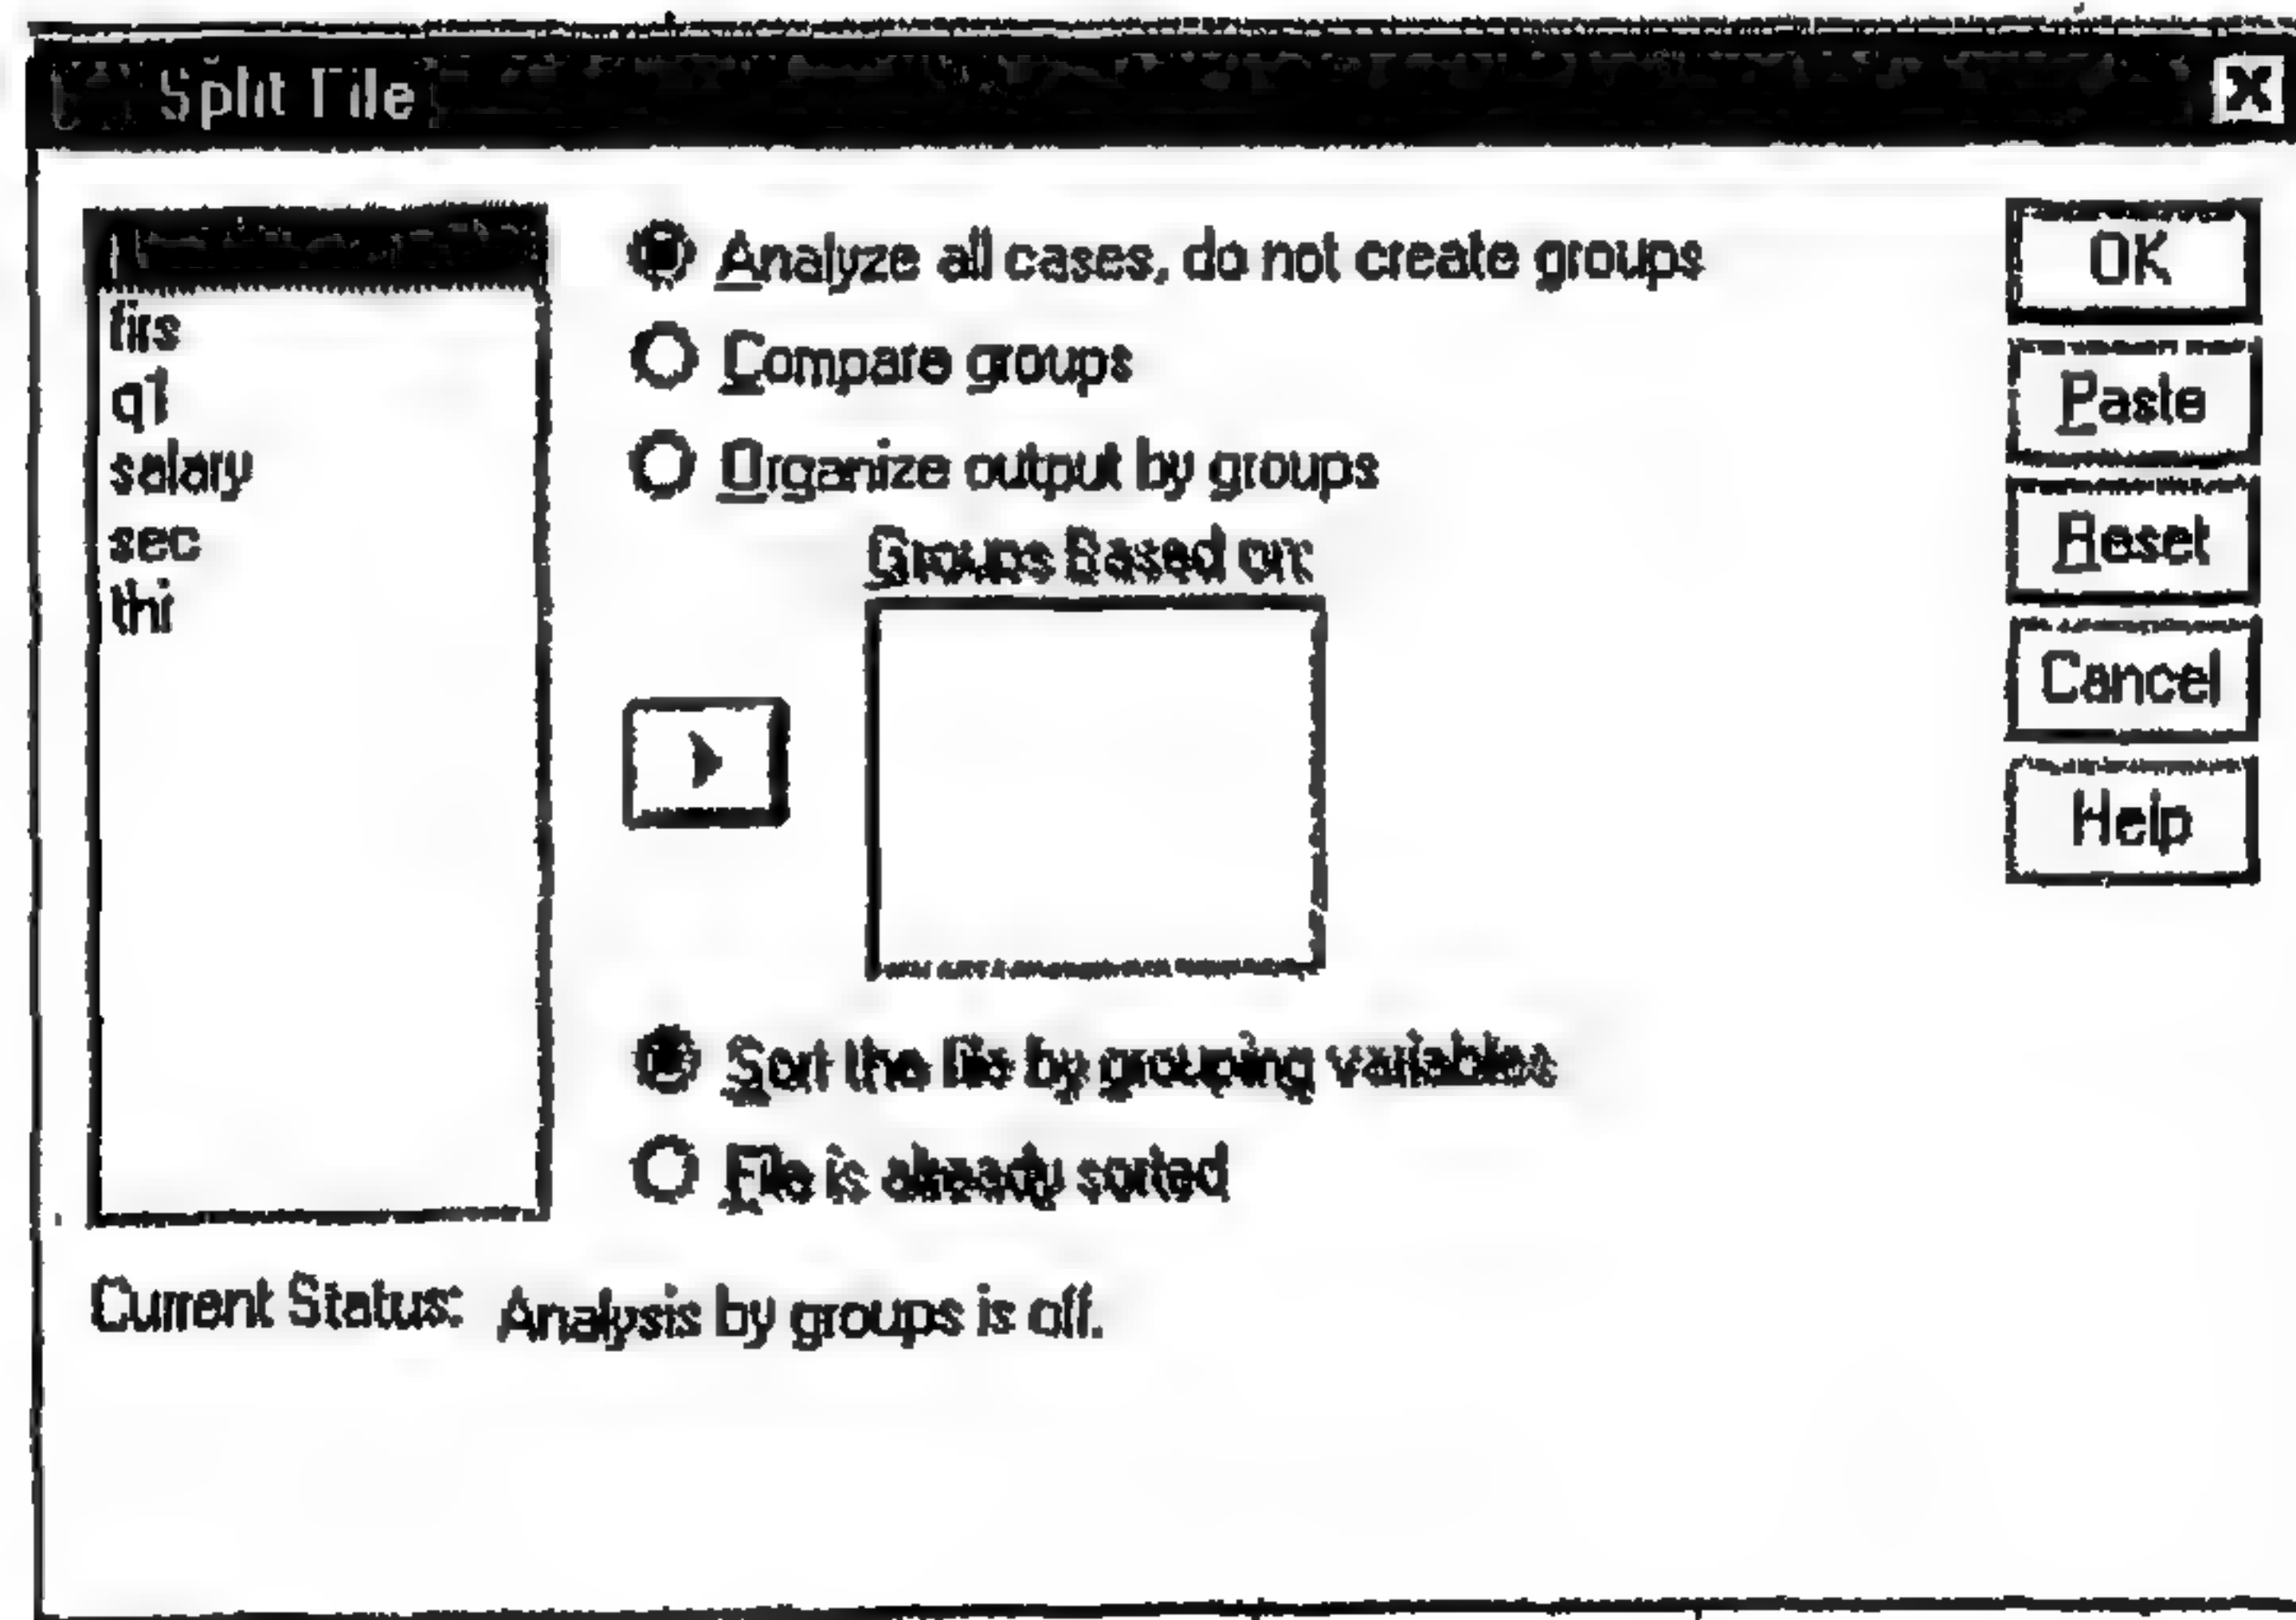 Split File
firs
q1
salary
sec
thi
Analyze all cases, do not create groups
Compare groups
Organize output by groups
Groups Based on:
Sort the file by grouping variables
File is already sorted
OK
Paste
Reset
Cancel
Help
Current Status: Analysis by groups is off.